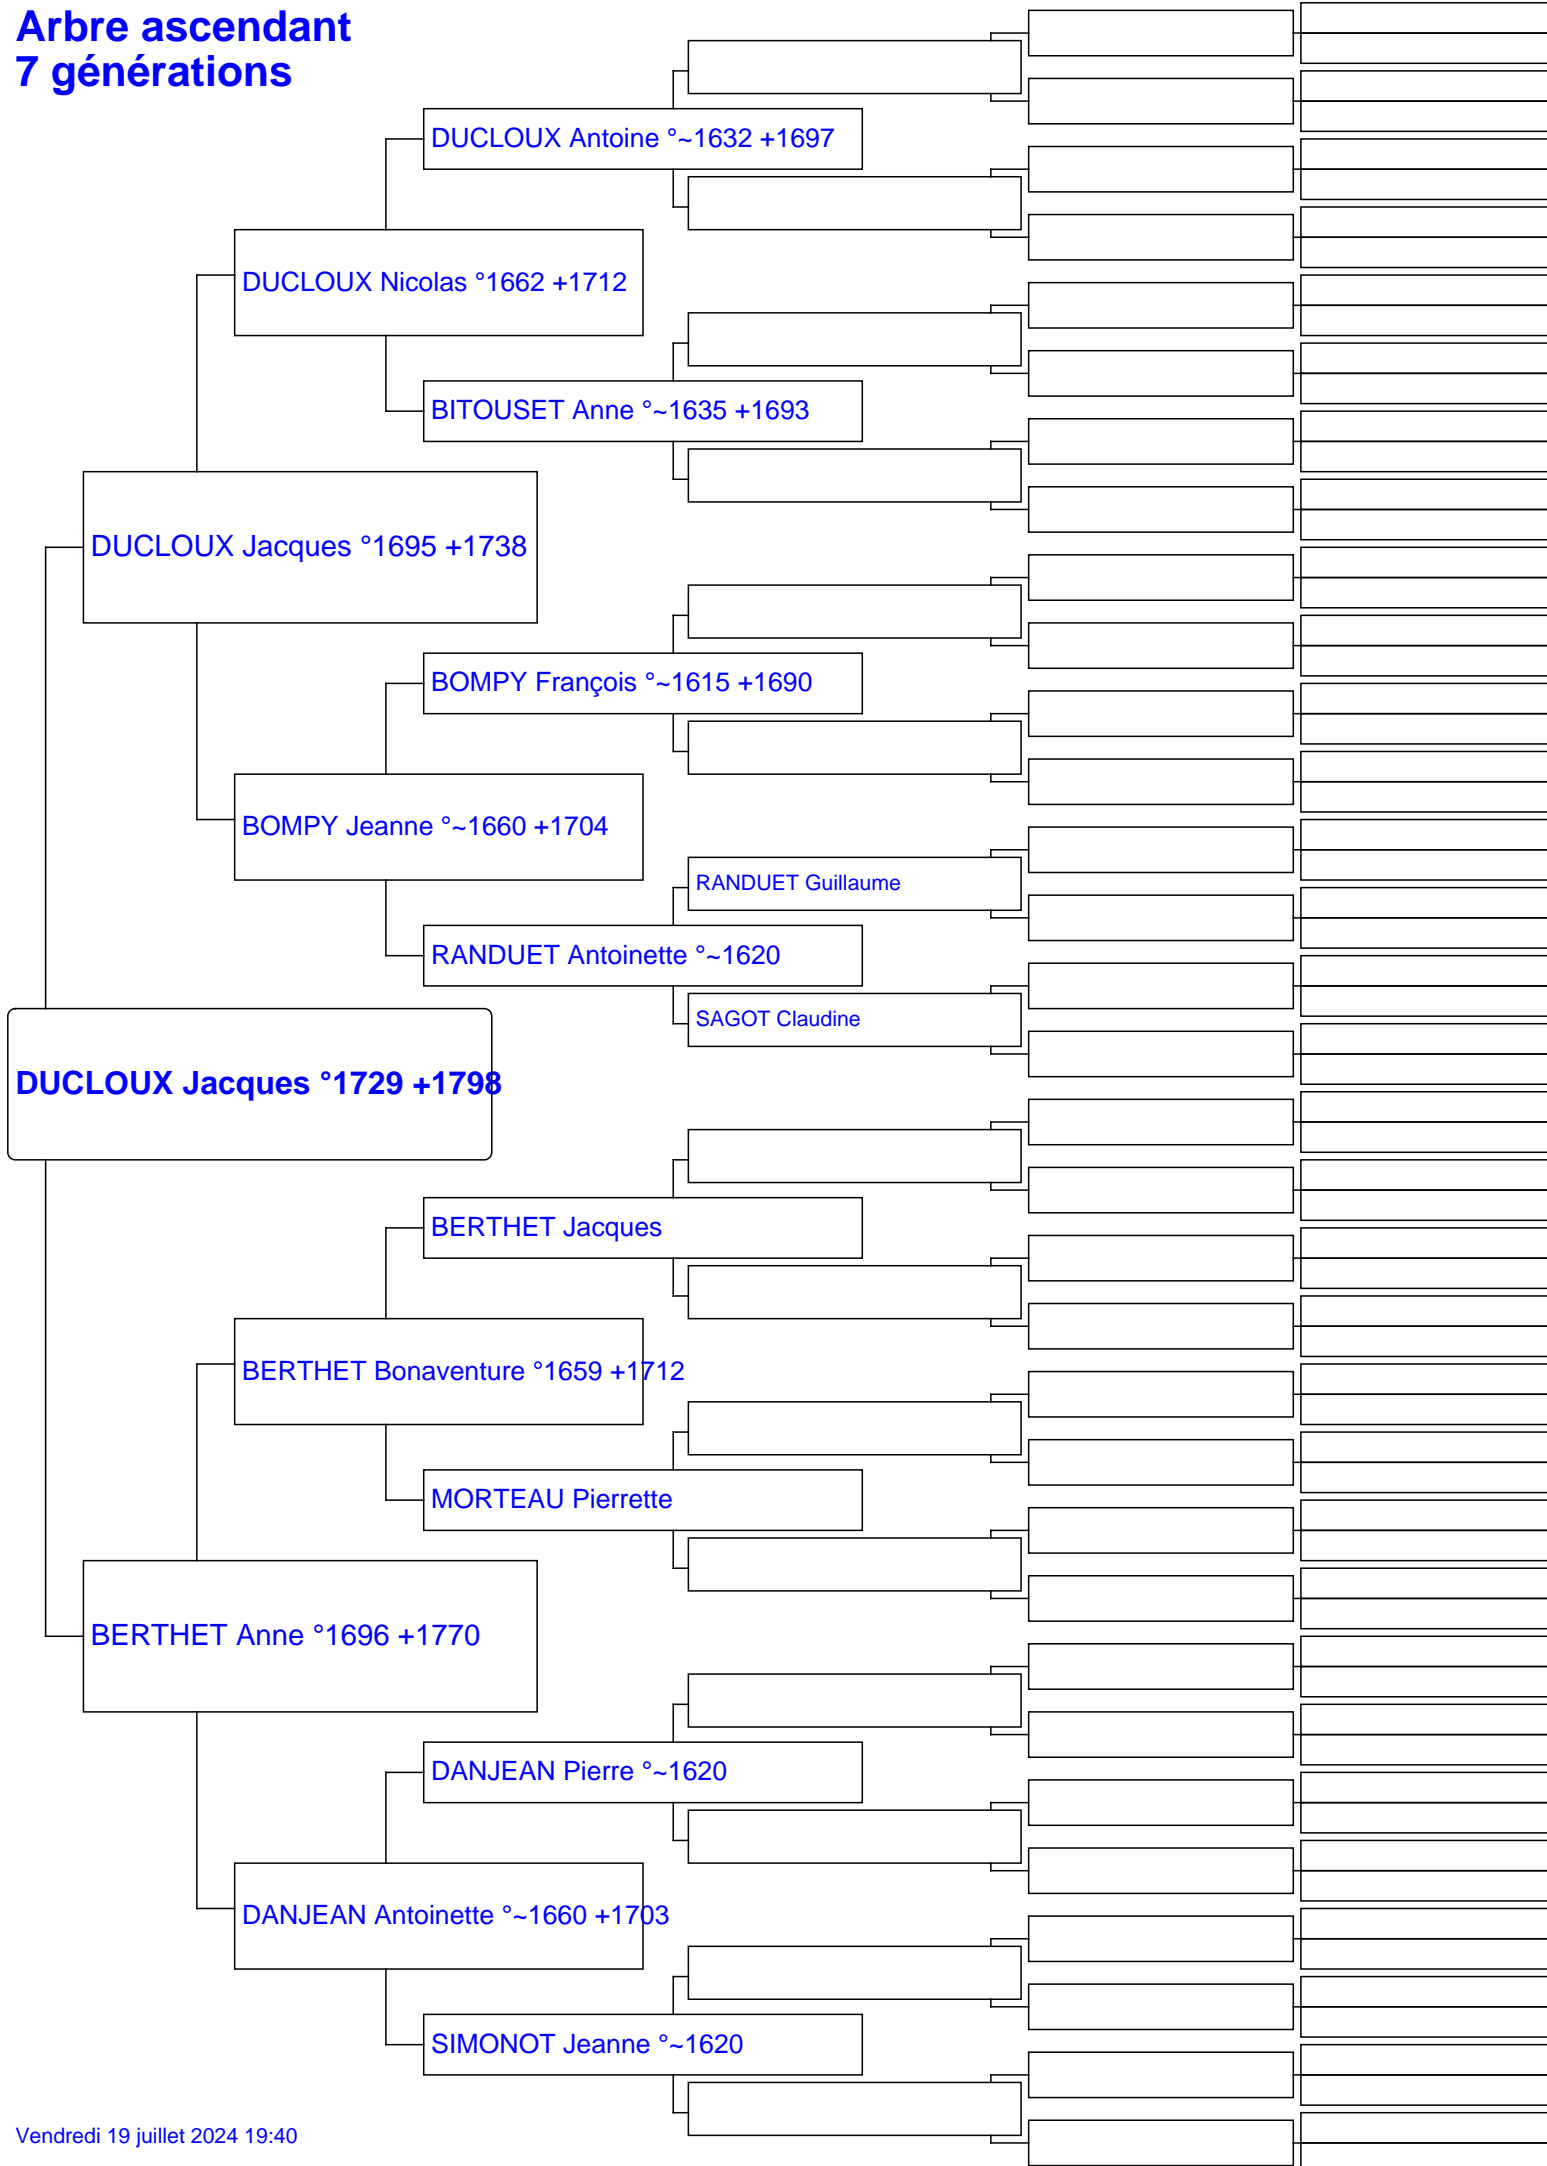 Arbre ascendant
7 générations
DUCLOUX Antoine °~1632 +1697
DUCLOUX Nicolas °1662 +1712
BITOUSET Anne °~1635 +1693
DUCLOUX Jacques °1695 +1738
BOMPY François °~1615 +1690
BOMPY Jeanne °~1660 +1704
RANDUET Guillaume
RANDUET Antoinette °~1620
SAGOT Claudine
DUCLOUX Jacques °1729 +1798
BERTHET Jacques
BERTHET Bonaventure °1659 +1712
MORTEAU Pierrette
BERTHET Anne °1696 +1770
DANJEAN Pierre °~1620
DANJEAN Antoinette °~1660 +1703
SIMONOT Jeanne °~1620
Vendredi 19 juillet 2024 19:40